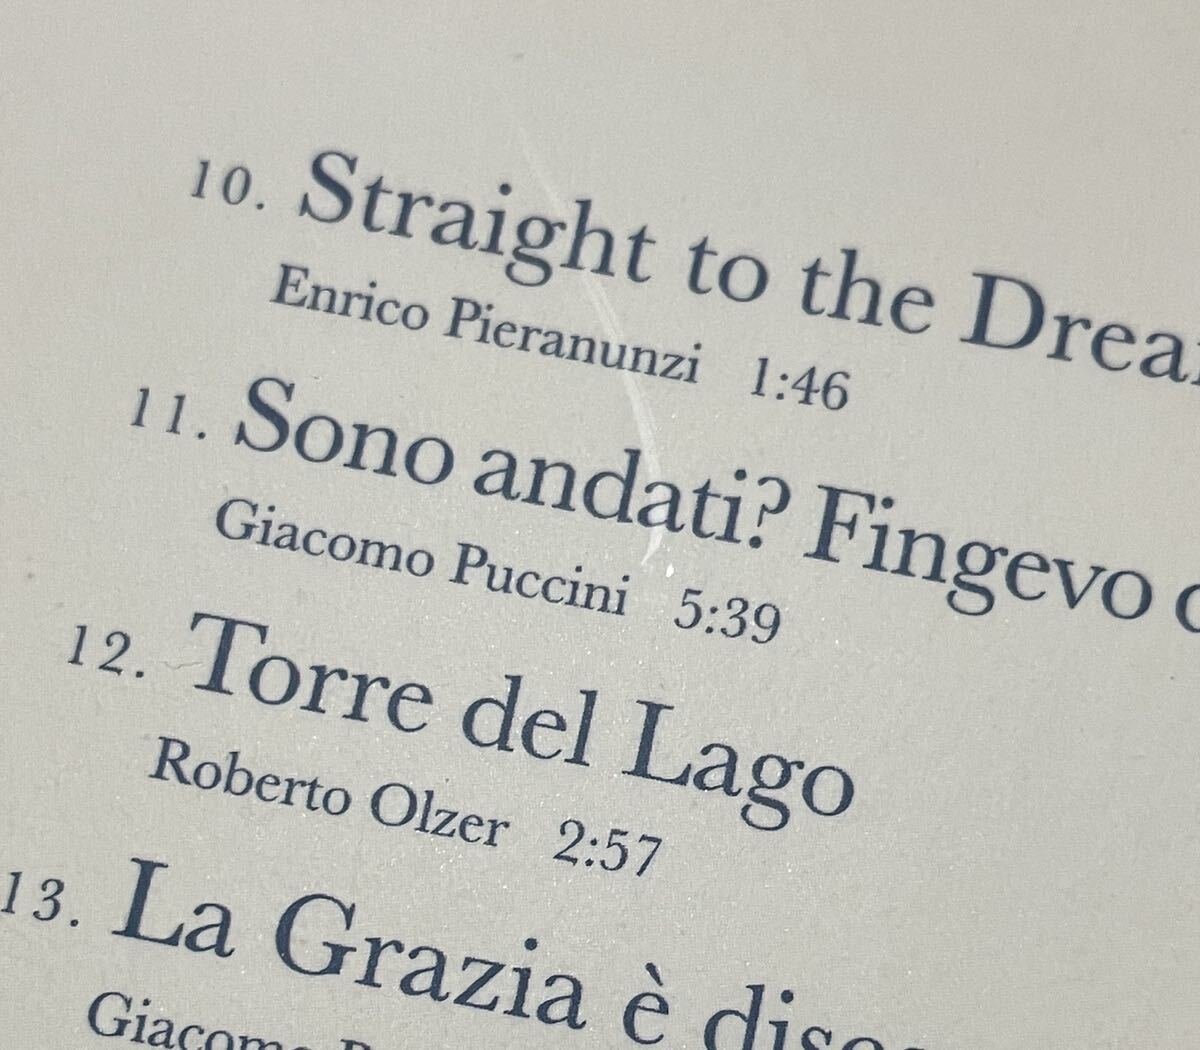 10. Straight to the
Enrico Pieranunzi 1:46
11. Sono andati? Fingevo
Giacomo Puccini 5:39
12. Torre del Lago
Roberto Olzer 2:57
13. La Grazia è
Giacomo